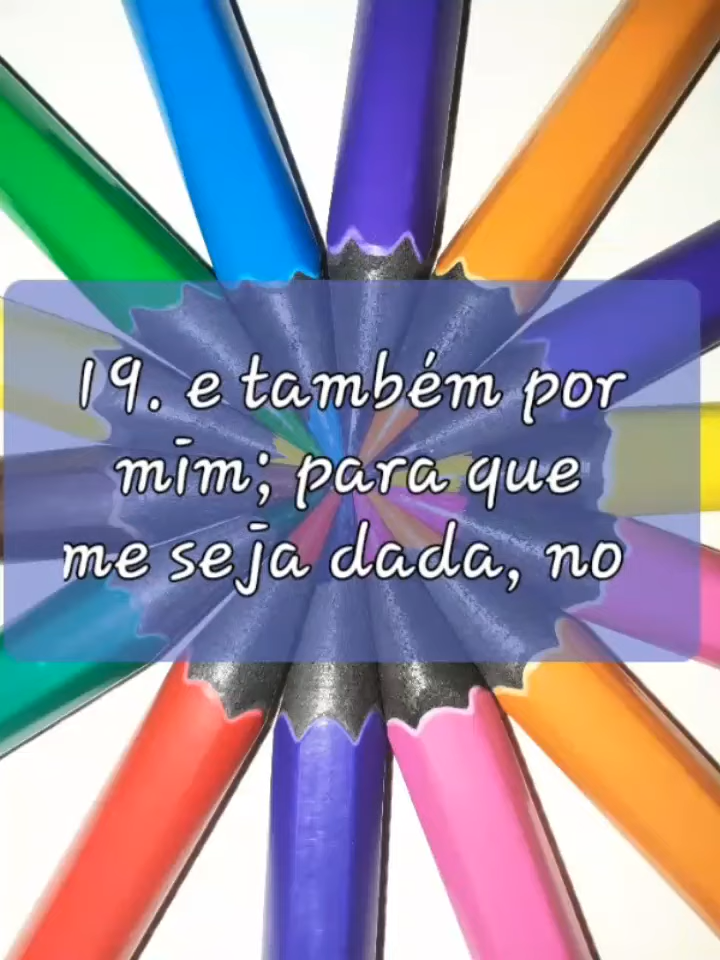 19. e também por
mim; para que
me seja dada, no